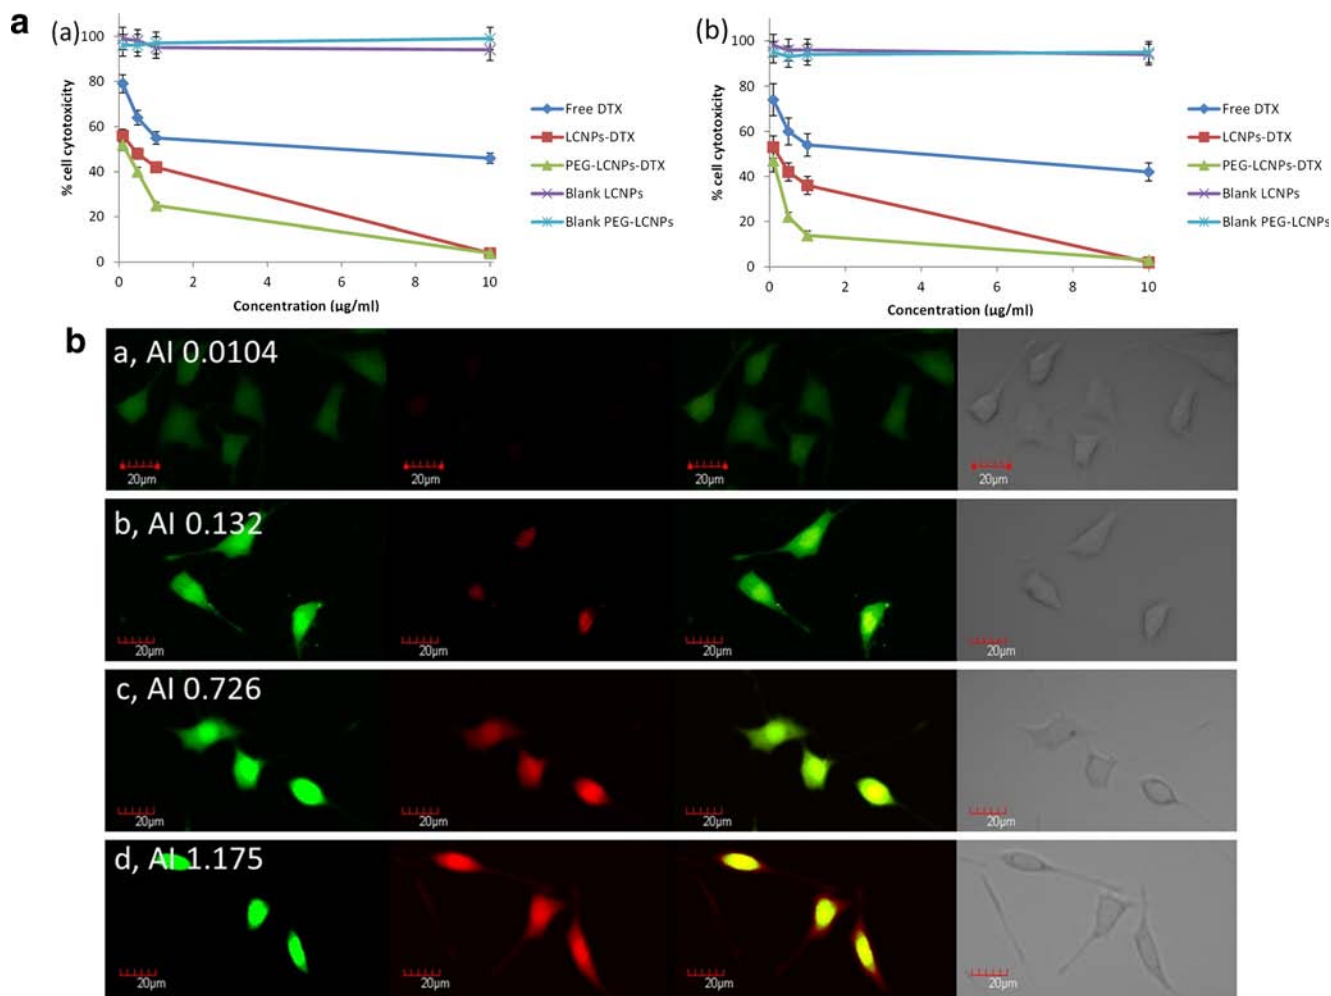 a
(a)
100
80
60
40
20
0
0 2 4 6 8 10
% cell cytotoxicity
Concentration (µg/ml)
Free DTX
LCNPs-DTX
PEG-LCNPs-DTX
Blank LCNPs
Blank PEG-LCNPs
(b)
100
80
60
40
20
0
0 2 4 6 8 10
% cell cytotoxicity
Concentration (µg/ml)
Free DTX
LCNPs-DTX
PEG-LCNPs-DTX
Blank LCNPs
Blank PEG-LCNPs
b
a, AI 0.0104
20µm 20µm 20µm 20µm
b, AI 0.132
20µm 20µm 20µm 20µm
c, AI 0.726
20µm 20µm 20µm 20µm
d, AI 1.175
20µm 20µm 20µm 20µm